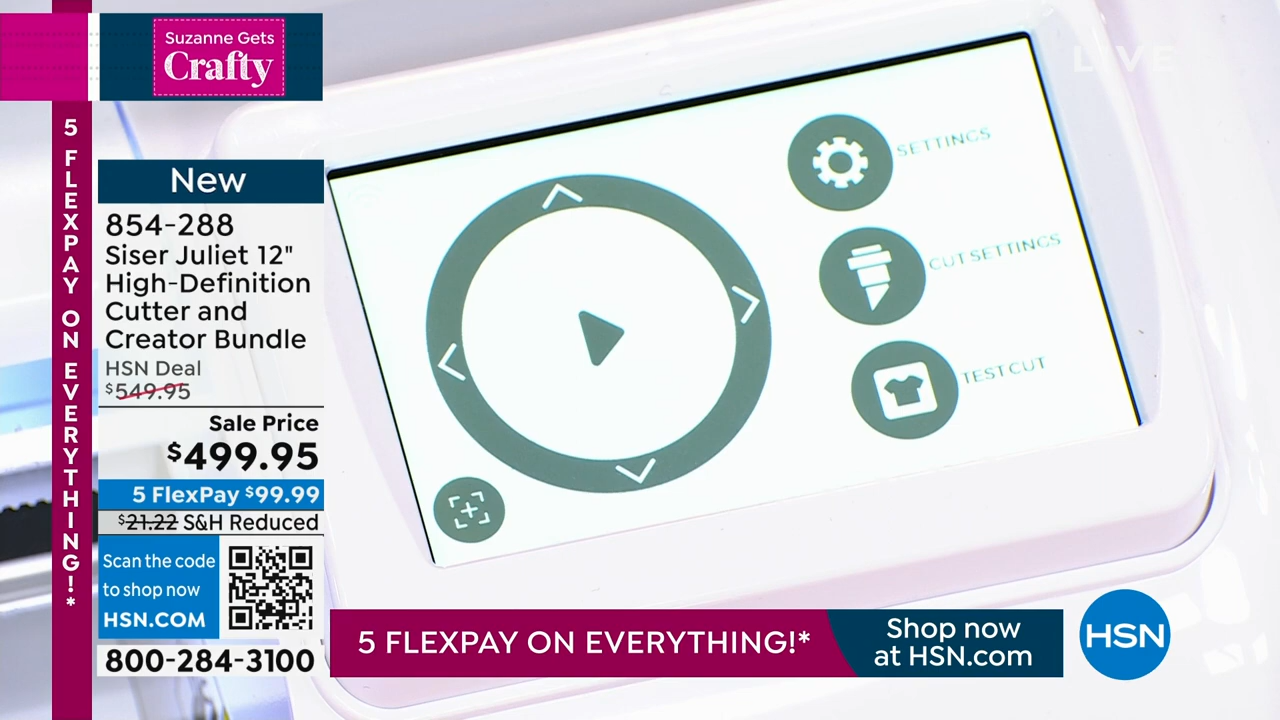 Suzanne Gets
Crafty
5 FLEXPAY ON EVERYTHING!*
New
854-288
Siser Juliet 12"
High-Definition
Cutter and
Creator Bundle
HSN Deal
$549.95
Sale Price
$499.95
5 FlexPay $99.99
$21.22 S&H Reduced
Scan the code
to shop now
HSN.COM
800-284-3100
LIVE
SETTINGS
CUT SETTINGS
TEST CUT
5 FLEXPAY ON EVERYTHING!*
Shop now
at HSN.com
HSN